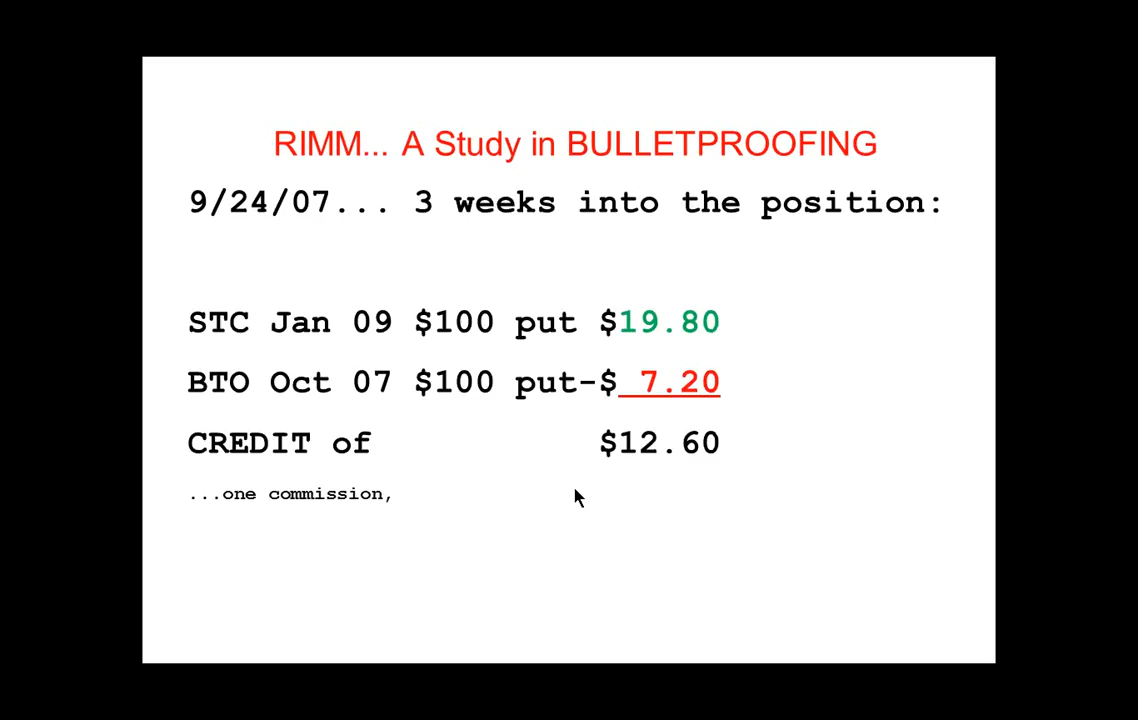 RIMM... A Study in BULLETPROOFING
9/24/07... 3 weeks into the position:
STC Jan 09 $100 put $19.80
BTO Oct 07 $100 put-$ 7.20
CREDIT of $12.60
...one commission,